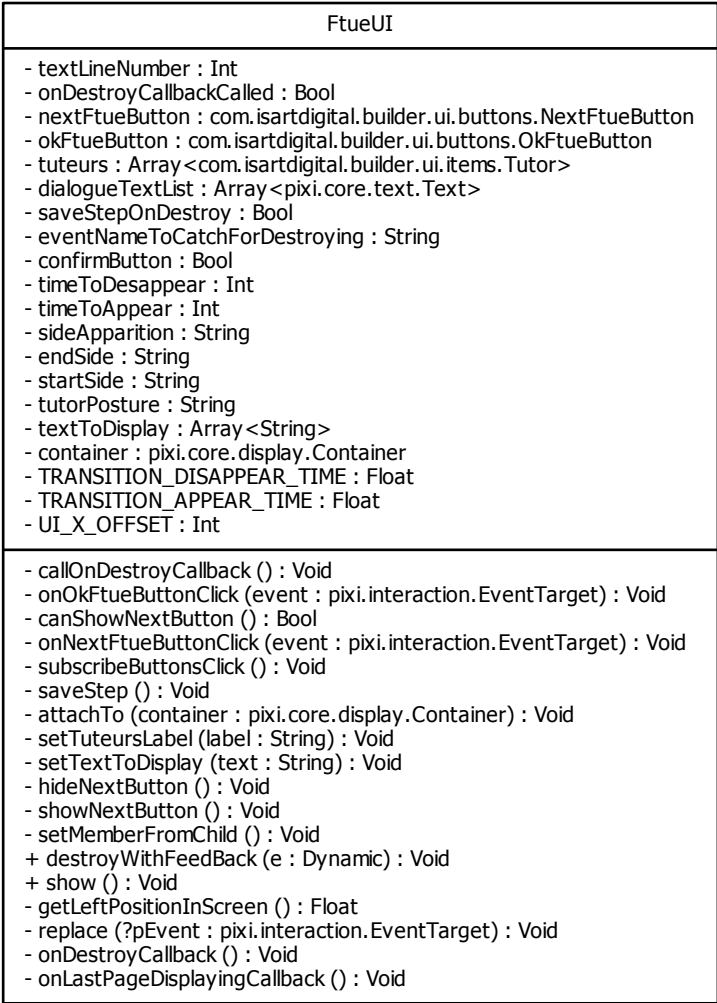 FtueUI
- textLineNumber : Int
- onDestroyCallbackCalled : Bool
- nextFtueButton : com.isartdigital.builder.ui.buttons.NextFtueButton
- okFtueButton : com.isartdigital.builder.ui.buttons.OkFtueButton
- tuteurs : Array<com.isartdigital.builder.ui.items.Tutor>
- dialogueTextList : Array<pixi.core.text.Text>
- saveStepOnDestroy : Bool
- eventNameToCatchForDestroying : String
- confirmButton : Bool
- timeToDesappear : Int
- timeToAppear : Int
- sideApparition : String
- endSide : String
- startSide : String
- tutorPosture : String
- textToDisplay : Array<String>
- container : pixi.core.display.Container
- TRANSITION_DISAPPEAR_TIME : Float
- TRANSITION_APPEAR_TIME : Float
- UI_X_OFFSET : Int
- callOnDestroyCallback () : Void
- onOkFtueButtonClick (event : pixi.interaction.EventTarget) : Void
- canShowNextButton () : Bool
- onNextFtueButtonClick (event : pixi.interaction.EventTarget) : Void
- subscribeButtonsClick () : Void
- saveStep () : Void
- attachTo (container : pixi.core.display.Container) : Void
- setTuteursLabel (label : String) : Void
- setTextToDisplay (text : String) : Void
- hideNextButton () : Void
- showNextButton () : Void
- setMemberFromChild () : Void
+ destroyWithFeedBack (e : Dynamic) : Void
+ show () : Void
- getLeftPositionInScreen () : Float
- replace (?pEvent : pixi.interaction.EventTarget) : Void
- onDestroyCallback () : Void
- onLastPageDisplayingCallback () : Void